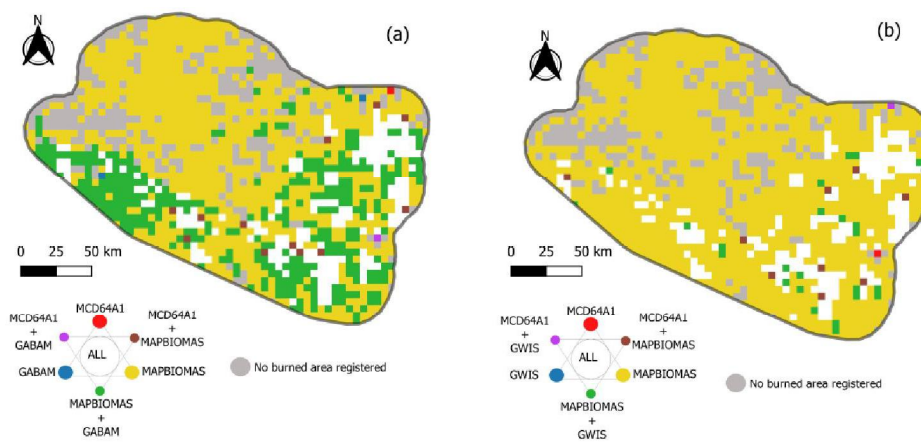 N
(a)
0 25 50 km
MCD64A1
MCD64A1
+
GABAM
MCD64A1
+
MAPBIOMAS
ALL
GABAM
MAPBIOMAS
MAPBIOMAS
+
GABAM
No burned area registered
N
(b)
0 25 50 km
MCD64A1
MCD64A1
+
GWIS
MCD64A1
+
MAPBIOMAS
ALL
GWIS
MAPBIOMAS
MAPBIOMAS
+
GWIS
No burned area registered